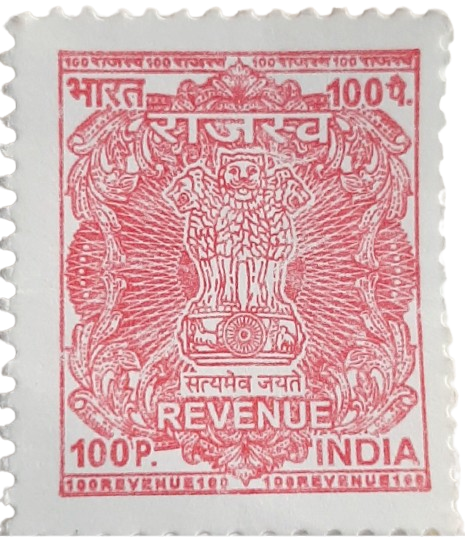 100 राजस्व 100 राजस्व 100 राजस्व 100 राजस्व
भारत 100 पै.
राजस्व
सत्यमेव जयते
REVENUE
100P. INDIA
100REVENUE100 100REVENUE100